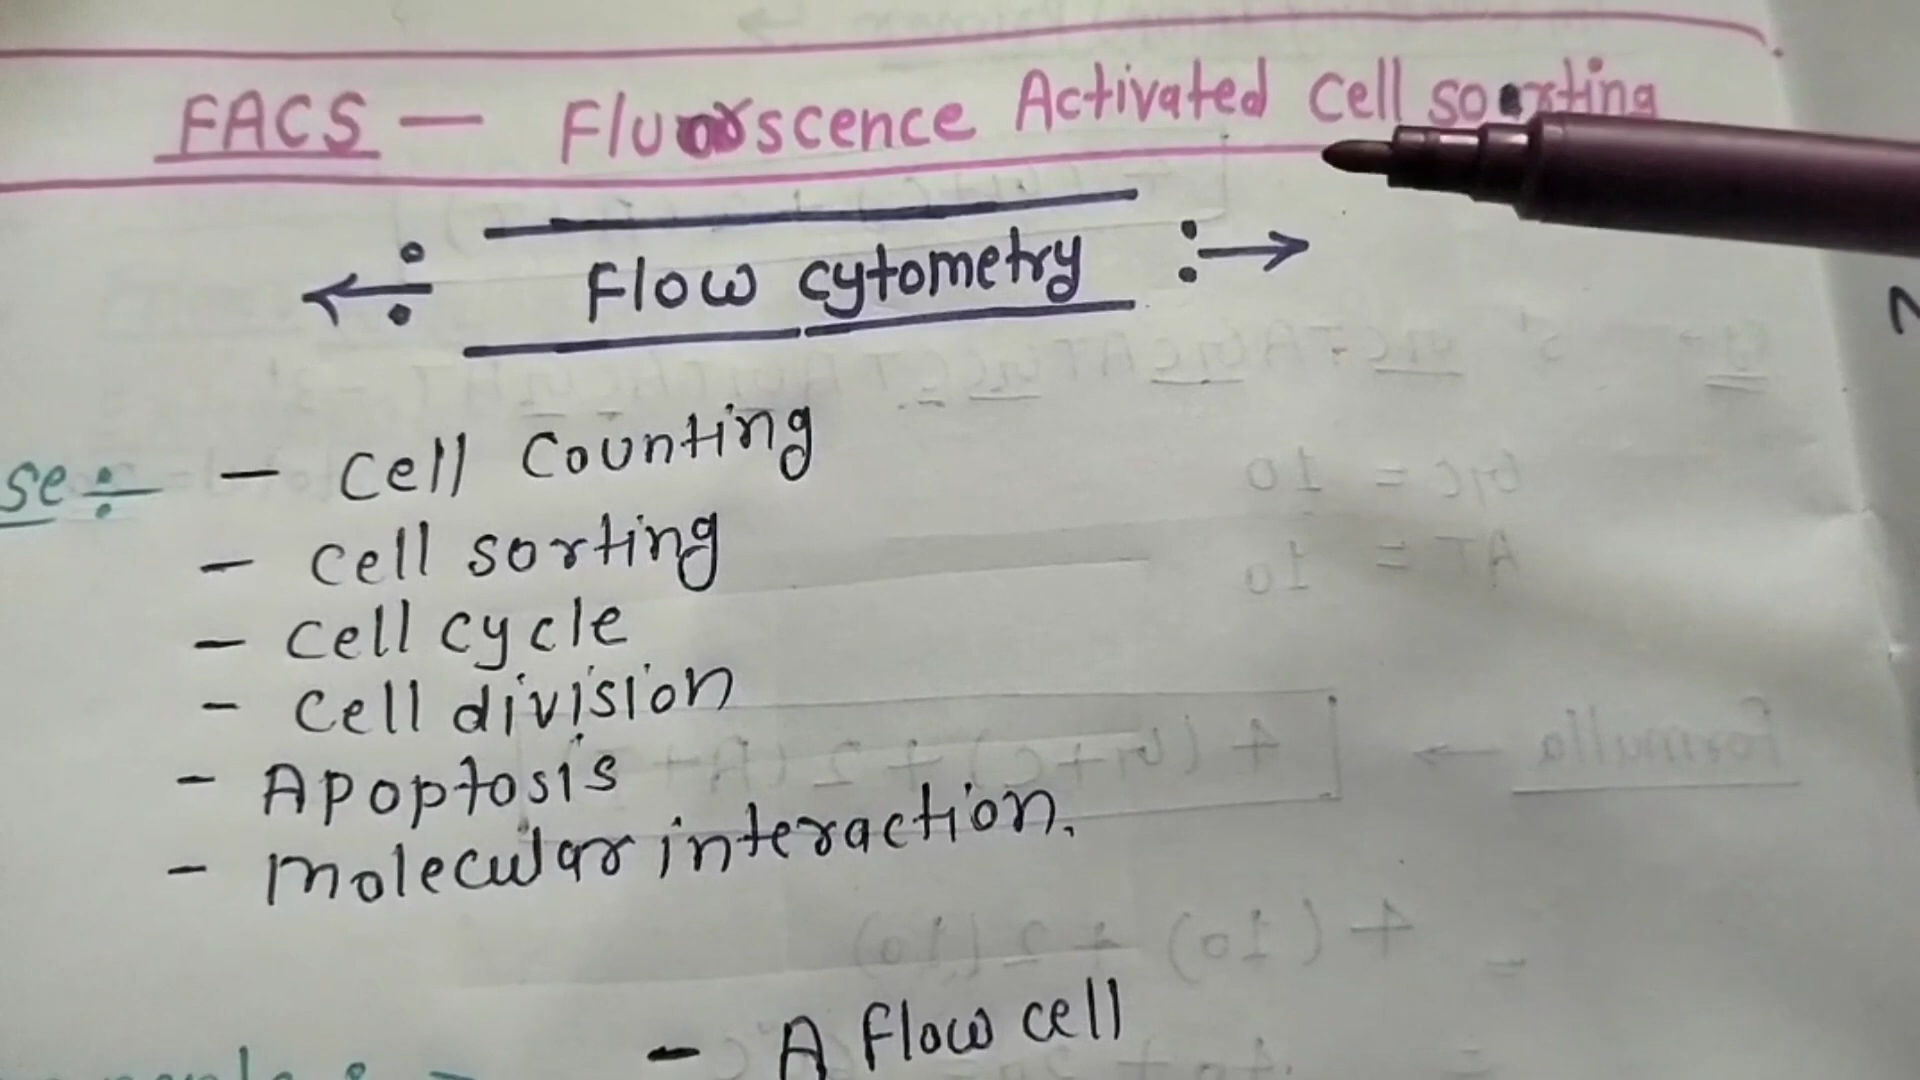 FACS — Fluorscence Activated cell sorting
Flow cytometry
se:- — Cell Counting
— cell sorting
— cell cycle
— cell division
— Apoptosis
— molecular interaction.
— A flow cell